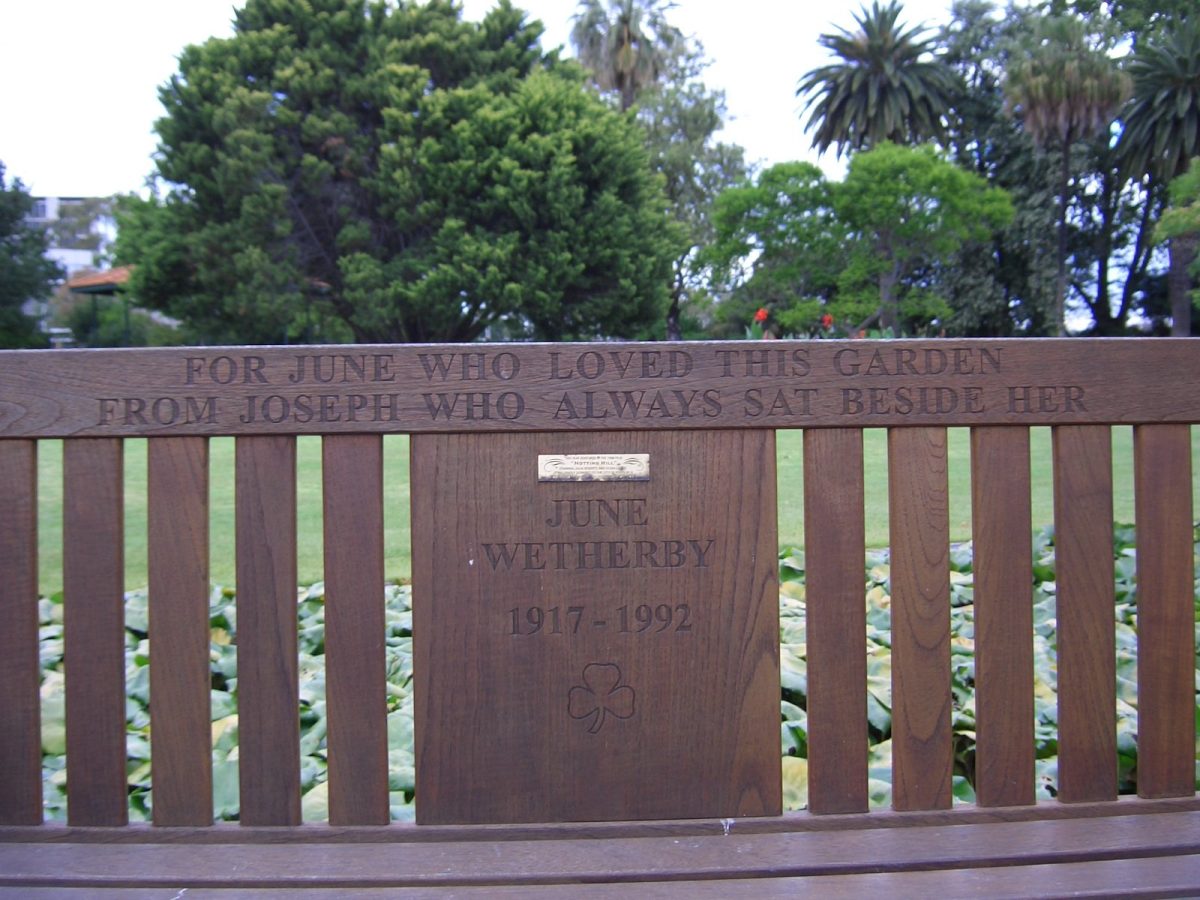 FOR JUNE WHO LOVED THIS GARDEN
FROM JOSEPH WHO ALWAYS SAT BESIDE HER
"NOTTING HILL"
JUNE
WETHERBY
1917 - 1992